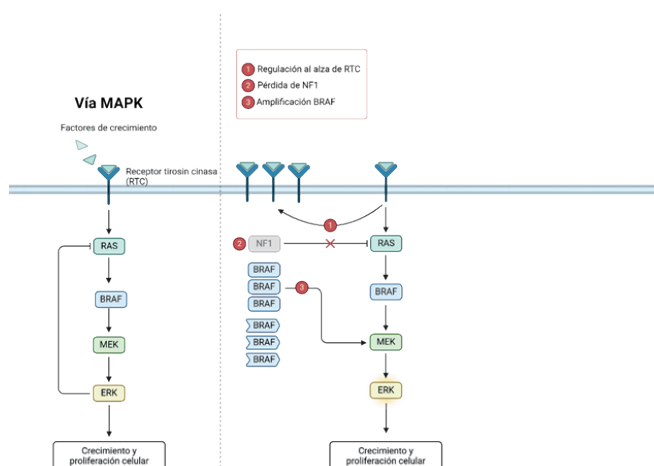 Vía MAPK
Factores de crecimiento
Receptor tirosin cinasa
(RTC)
RAS
BRAF
MEK
ERK
Crecimiento y
proliferación celular
1 Regulación al alza de RTC
2 Pérdida de NF1
3 Amplificación BRAF
1
2 NF1
RAS
BRAF
BRAF
3
BRAF
BRAF
BRAF
BRAF
BRAF
MEK
ERK
Crecimiento y
proliferación celular